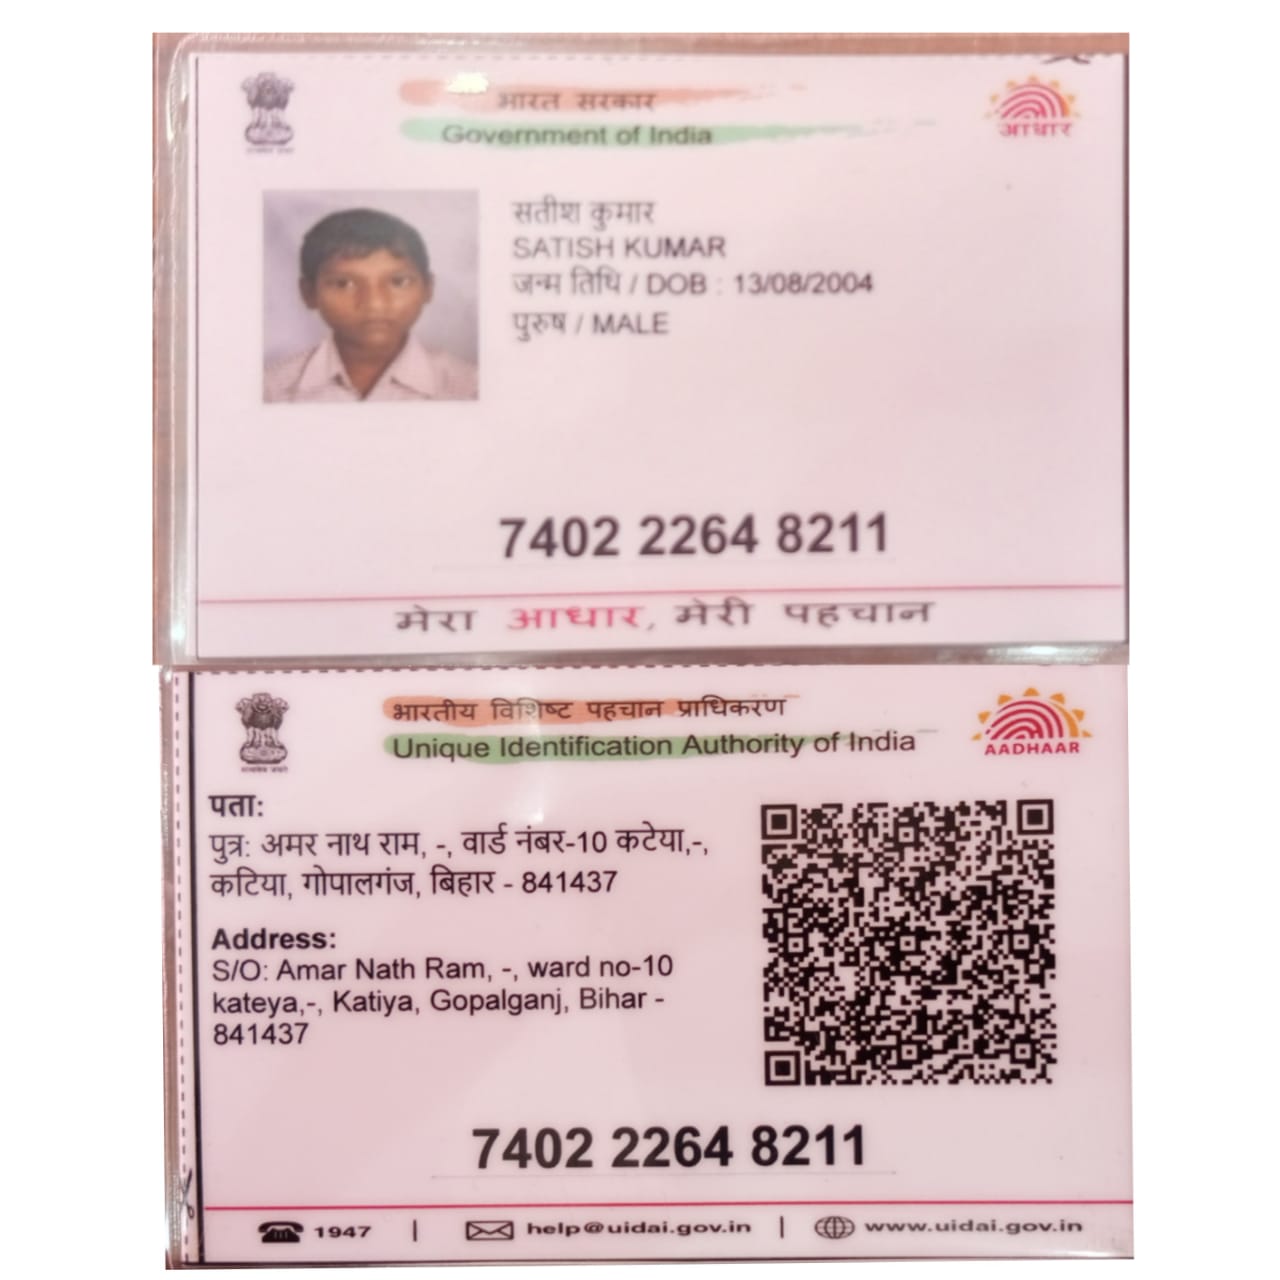 भारत सरकार
Government of India
आधार
सतीश कुमार
SATISH KUMAR
जन्म तिथि / DOB : 13/08/2004
पुरुष / MALE
7402 2264 8211
मेरा आधार, मेरी पहचान
भारतीय विशिष्ट पहचान प्राधिकरण
Unique Identification Authority of India
AADHAAR
पता:
पुत्र: अमर नाथ राम, -, वार्ड नंबर-10 कटेया,-,
कटिया, गोपालगंज, बिहार - 841437
Address:
S/O: Amar Nath Ram, -, ward no-10
kateya,-, Katiya, Gopalganj, Bihar -
841437
7402 2264 8211
1947 | help@uidai.gov.in | www.uidai.gov.in